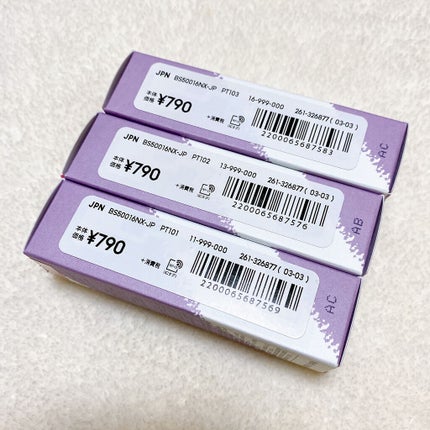 JPN BS50016NX-JP PT103 16-999-000
本体
価格 ¥790 261-326877 ( 03-03 )
+消費税
2200065687583
AC
JPN BS50016NX-JP PT102 13-999-000
本体
価格 ¥790 261-326877 ( 03-03 )
+消費税
2200065687576
AB
JPN BS50016NX-JP PT101 11-999-000
本体
価格 ¥790 261-326877 ( 03-03 )
+消費税
2200065687569
AC